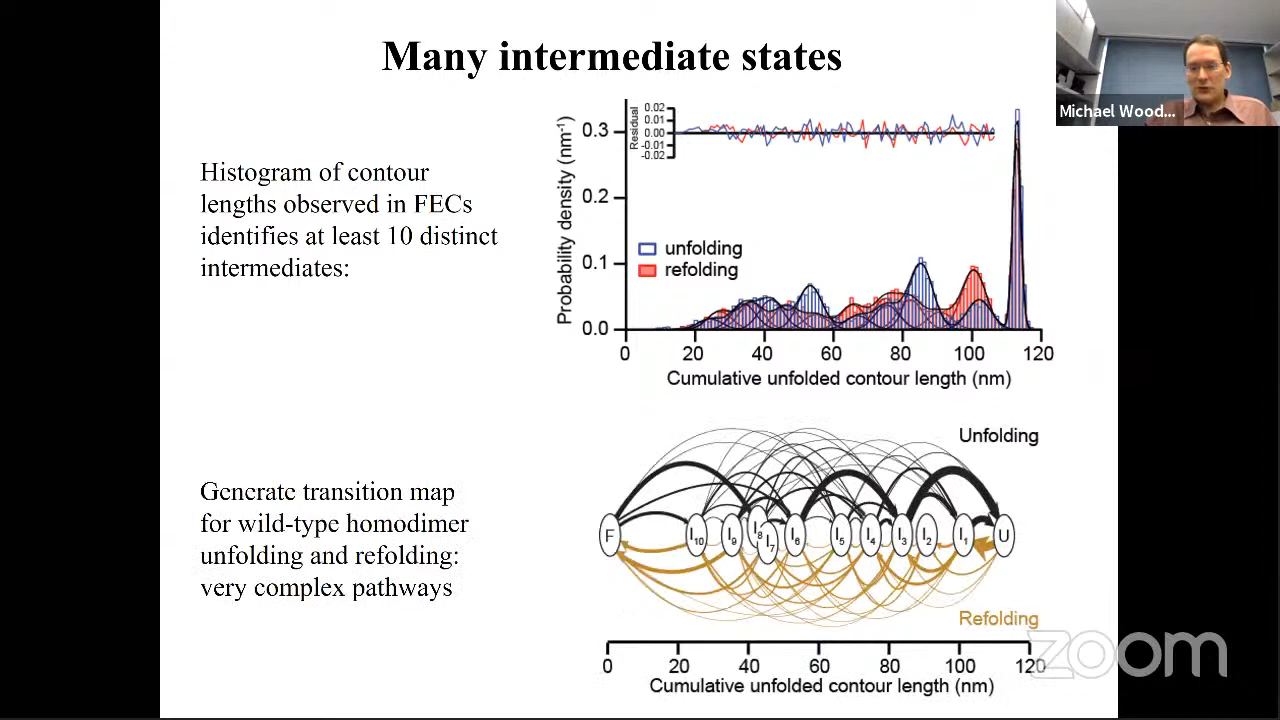 Many intermediate states
Michael Wood...
Histogram of contour
lengths observed in FECs
identifies at least 10 distinct
intermediates:
Probability density (nm⁻¹)
0.3
0.2
0.1
0.0
Residual
0.02
0.01
0.00
-0.01
-0.02
unfolding
refolding
0 20 40 60 80 100 120
Cumulative unfolded contour length (nm)
Generate transition map
for wild-type homodimer
unfolding and refolding:
very complex pathways
Unfolding
F I₁₀ I₉ I₈ I₇ I₆ I₅ I₄ I₃ I₂ I₁ U
Refolding
zoom
0 20 40 60 80 100 120
Cumulative unfolded contour length (nm)